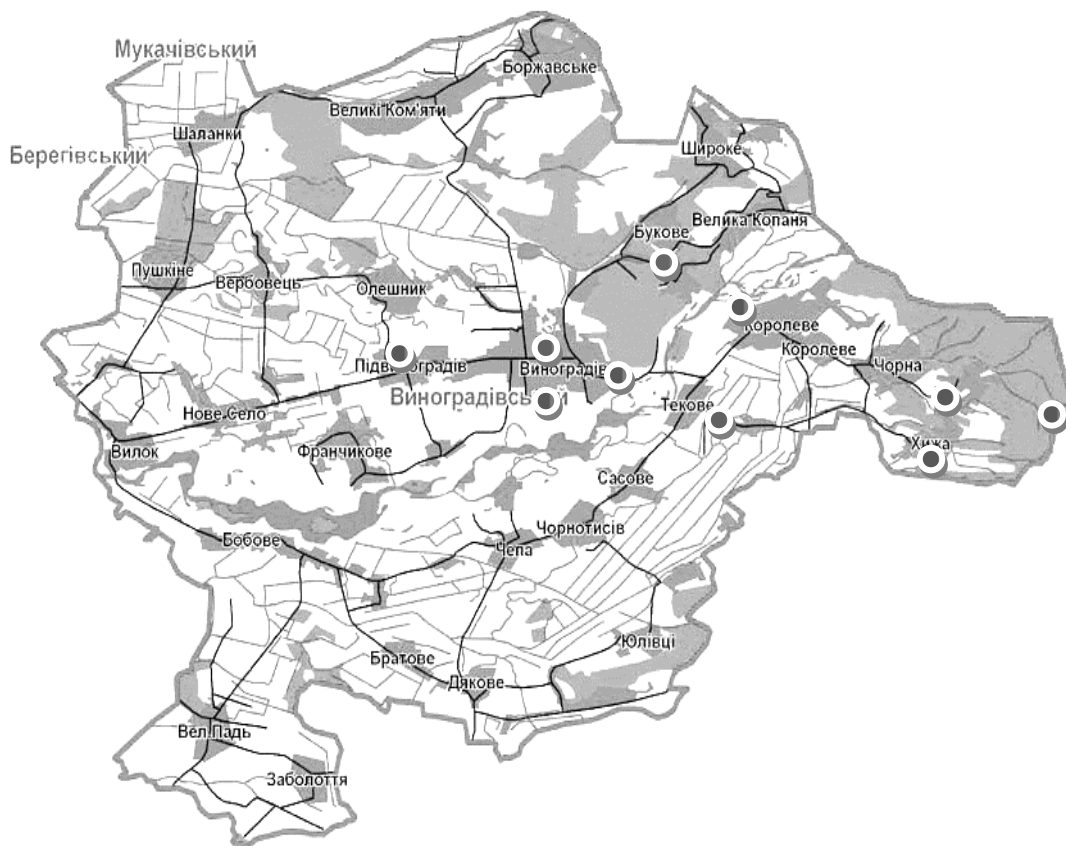 Мукачівський
Боржавське
Великі Ком'яти
Шаланки
Широке
Берегівський
Велика Копаня
Букове
Пушкіне
Вербовець
Олешник
Королеве
Королеве
Підвиноградів
Виноградів
Чорна
Виноградівський
Текове
Нове Село
Хижа
Вилок
Франчикове
Сасове
Чорнотисів
Бобове
Чепа
Юлівці
Братове
Дякове
Вел.Падь
Заболоття